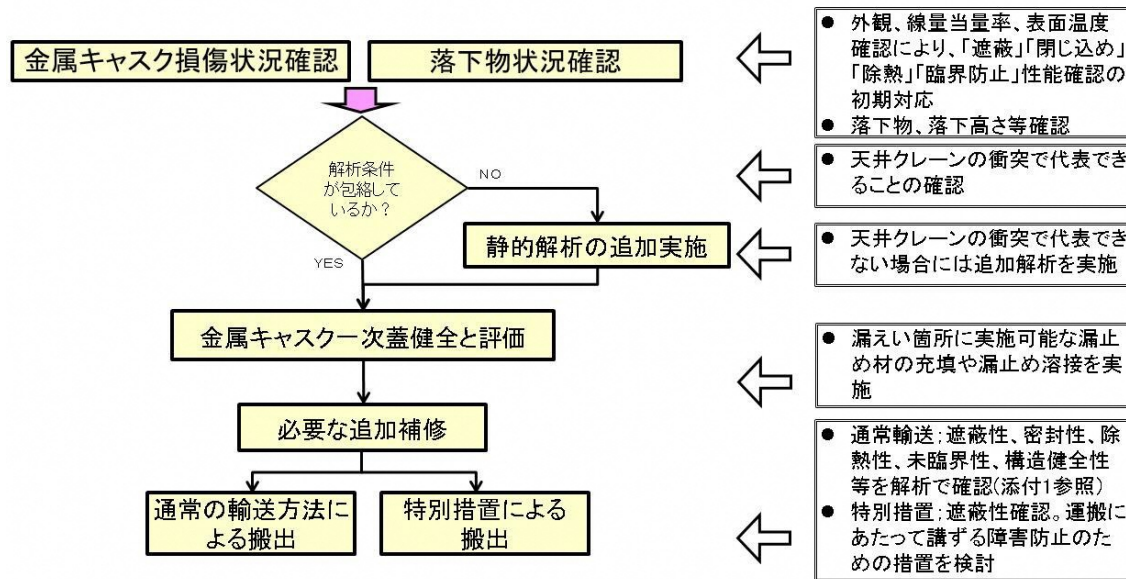 金属キャスク損傷状況確認
落下物状況確認
● 外観、線量当量率、表面温度
確認により、「遮蔽」「閉じ込め」
「除熱」「臨界防止」性能確認の
初期対応
● 落下物、落下高さ等確認
解析条件
が包絡して
いるか？
NO
YES
● 天井クレーンの衝突で代表でき
ることの確認
静的解析の追加実施
● 天井クレーンの衝突で代表でき
ない場合には追加解析を実施
金属キャスク一次蓋健全と評価
● 漏えい箇所に実施可能な漏止
め材の充填や漏止め溶接を実
施
必要な追加補修
通常の輸送方法に
よる搬出
特別措置による
搬出
● 通常輸送；遮蔽性、密封性、除
熱性、未臨界性、構造健全性
等を解析で確認(添付1参照)
● 特別措置；遮蔽性確認。運搬に
あたって講ずる障害防止のた
めの措置を検討